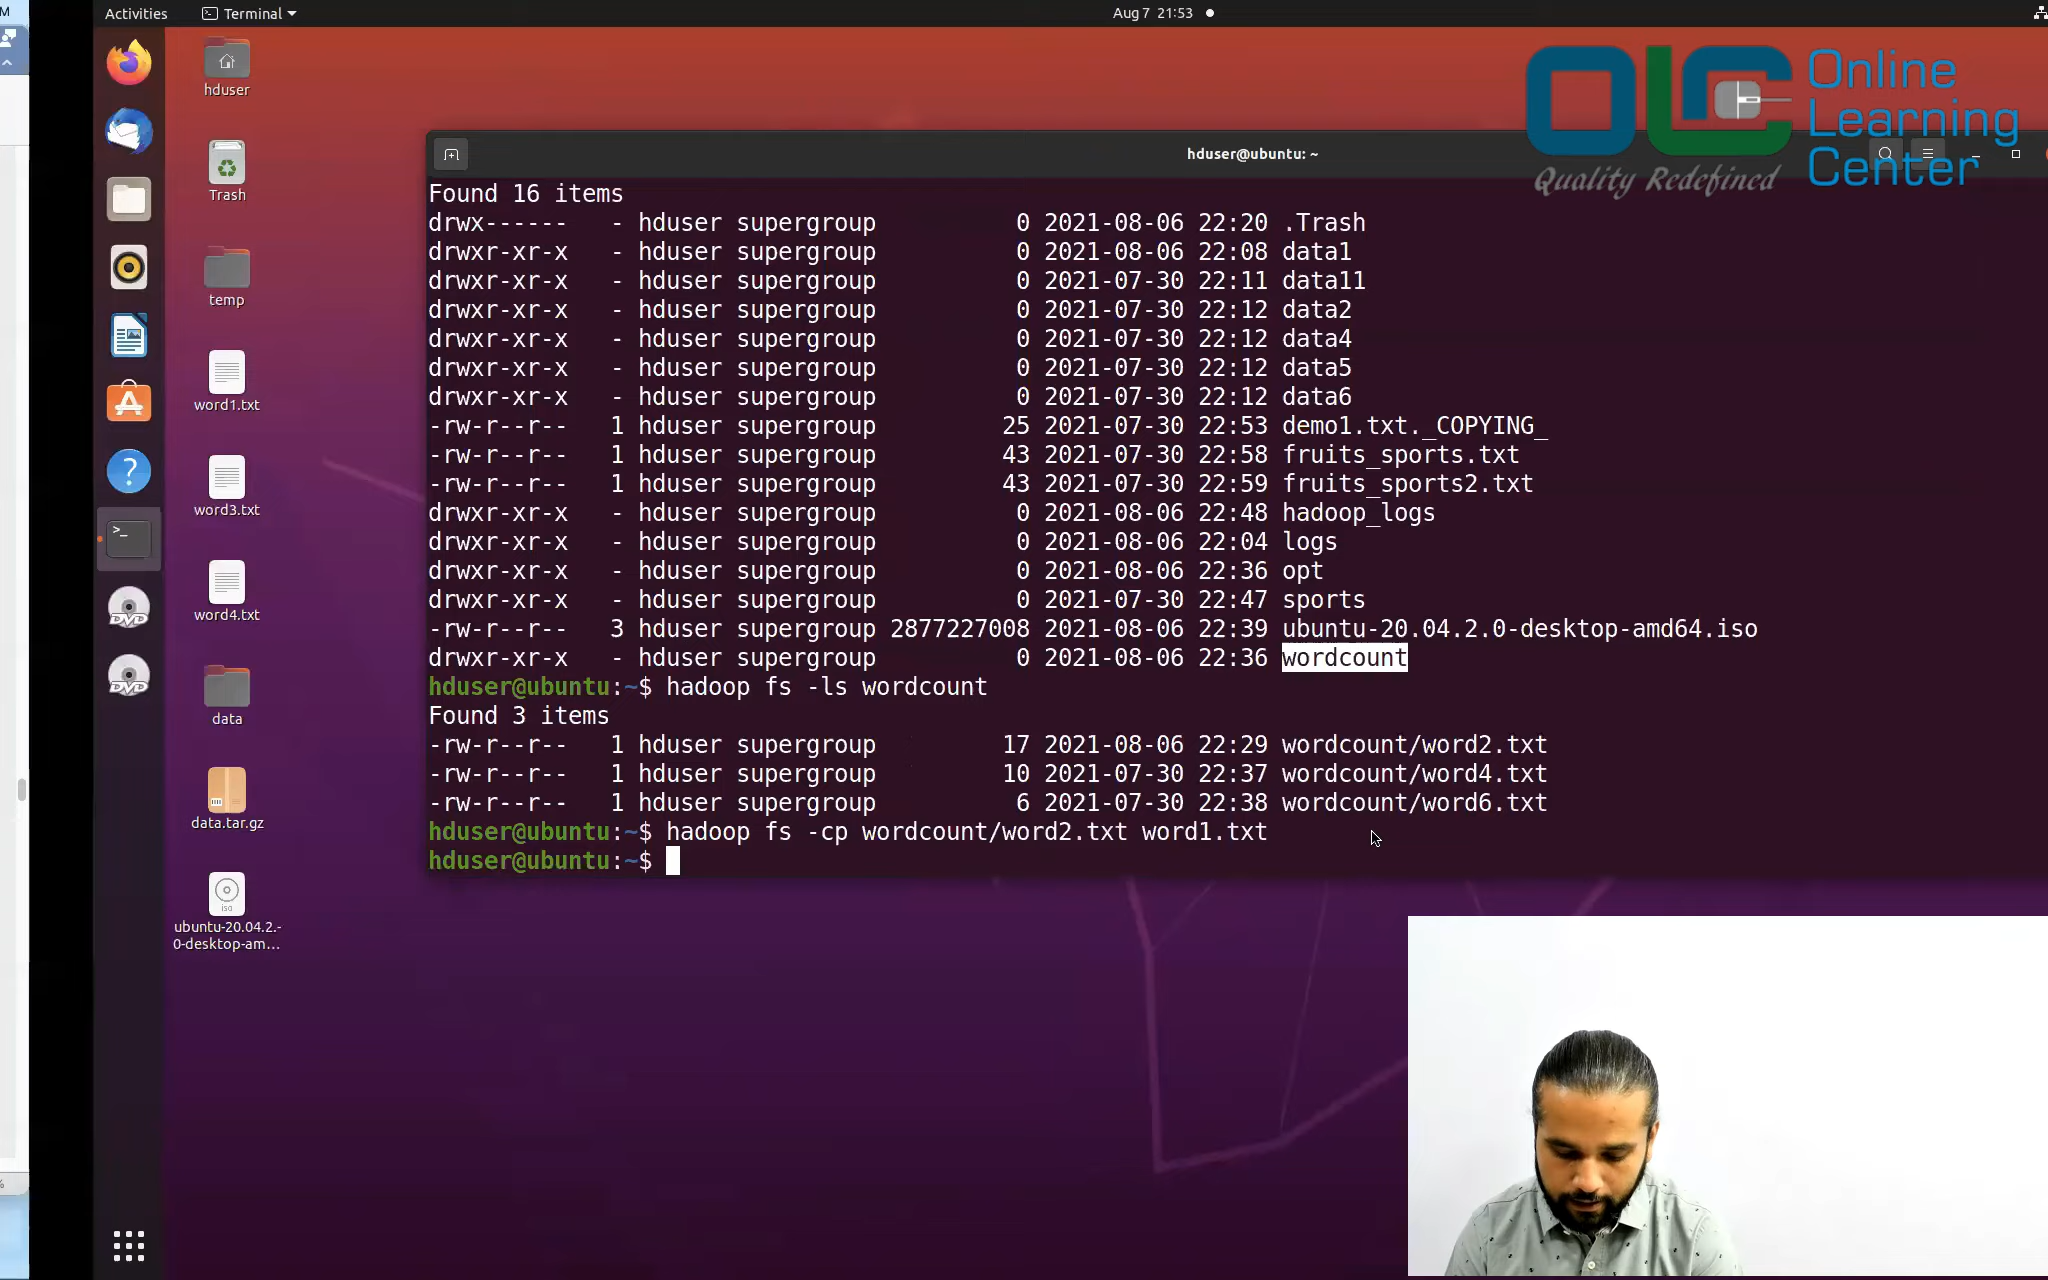 M
Activities
Terminal
Aug 7 21:53
hduser
Trash
temp
word1.txt
word3.txt
word4.txt
data
data.tar.gz
iso
ubuntu-20.04.2.-
0-desktop-am...
DVD
DVD
%
Online
Learning
Center
OLC
Quality Redefined
hduser@ubuntu: ~
Found 16 items
drwx------ - hduser supergroup 0 2021-08-06 22:20 .Trash
drwxr-xr-x - hduser supergroup 0 2021-08-06 22:08 data1
drwxr-xr-x - hduser supergroup 0 2021-07-30 22:11 data11
drwxr-xr-x - hduser supergroup 0 2021-07-30 22:12 data2
drwxr-xr-x - hduser supergroup 0 2021-07-30 22:12 data4
drwxr-xr-x - hduser supergroup 0 2021-07-30 22:12 data5
drwxr-xr-x - hduser supergroup 0 2021-07-30 22:12 data6
-rw-r--r-- 1 hduser supergroup 25 2021-07-30 22:53 demo1.txt._COPYING_
-rw-r--r-- 1 hduser supergroup 43 2021-07-30 22:58 fruits_sports.txt
-rw-r--r-- 1 hduser supergroup 43 2021-07-30 22:59 fruits_sports2.txt
drwxr-xr-x - hduser supergroup 0 2021-08-06 22:48 hadoop_logs
drwxr-xr-x - hduser supergroup 0 2021-08-06 22:04 logs
drwxr-xr-x - hduser supergroup 0 2021-08-06 22:36 opt
drwxr-xr-x - hduser supergroup 0 2021-07-30 22:47 sports
-rw-r--r-- 3 hduser supergroup 2877227008 2021-08-06 22:39 ubuntu-20.04.2.0-desktop-amd64.iso
drwxr-xr-x - hduser supergroup 0 2021-08-06 22:36 wordcount
hduser@ubuntu:~$ hadoop fs -ls wordcount
Found 3 items
-rw-r--r-- 1 hduser supergroup 17 2021-08-06 22:29 wordcount/word2.txt
-rw-r--r-- 1 hduser supergroup 10 2021-07-30 22:37 wordcount/word4.txt
-rw-r--r-- 1 hduser supergroup 6 2021-07-30 22:38 wordcount/word6.txt
hduser@ubuntu:~$ hadoop fs -cp wordcount/word2.txt word1.txt
hduser@ubuntu:~$